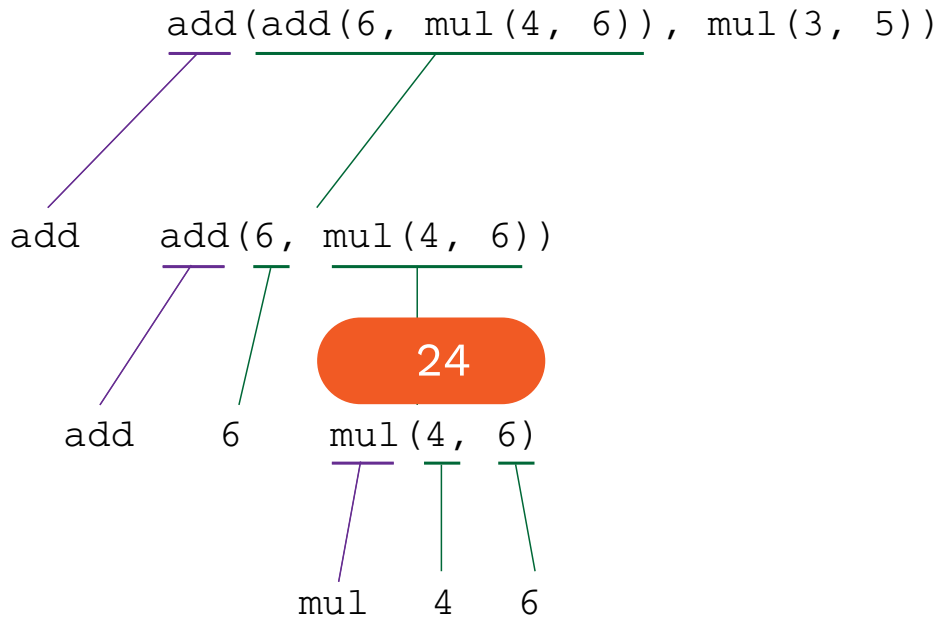 add(add(6, mul(4, 6)), mul(3, 5))
add add(6, mul(4, 6))
24
add 6 mul(4, 6)
mul 4 6